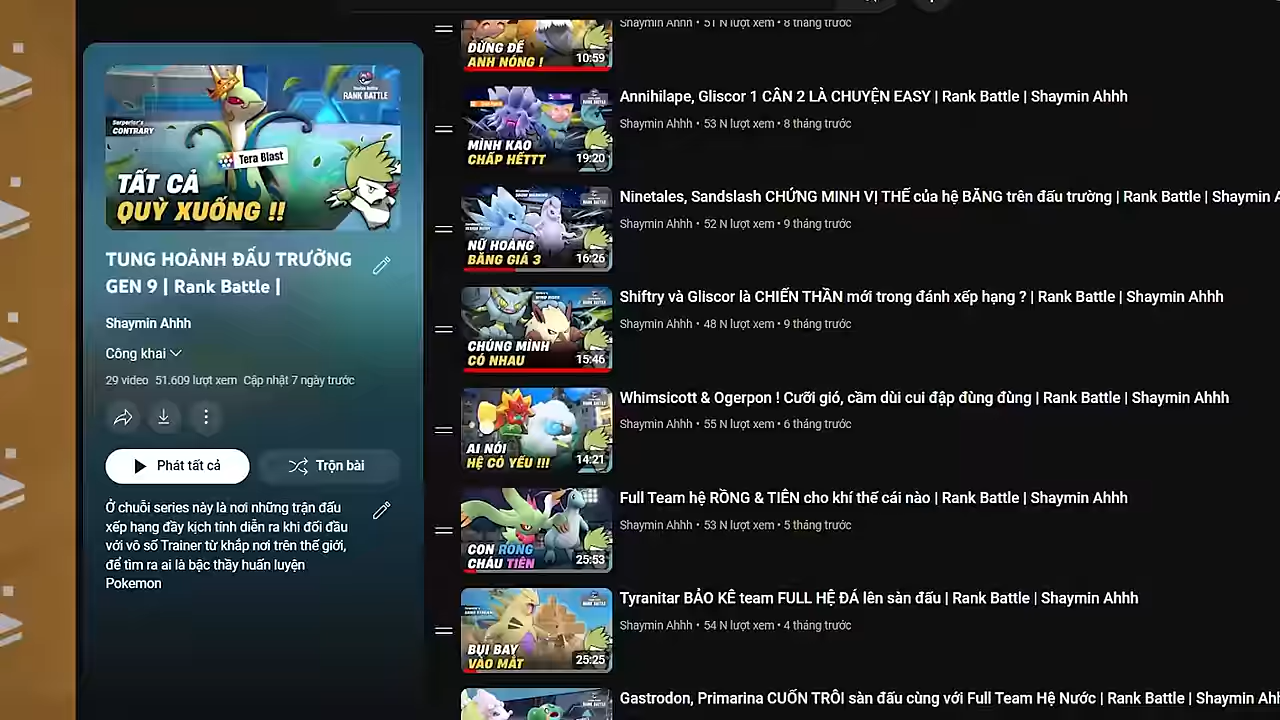 RANK BATTLE
Serperior's
CONTRARY
Tera Blast
TẤT CẢ
QUỲ XUỐNG !!
TUNG HOÀNH ĐẤU TRƯỜNG
GEN 9 | Rank Battle |
Shaymin Ahhh
Công khai
29 video 51.609 lượt xem Cập nhật 7 ngày trước
Phát tất cả
Trộn bài
Ở chuỗi series này là nơi những trận đấu
xếp hạng đầy kịch tính diễn ra khi đối đầu
với vô số Trainer từ khắp nơi trên thế giới,
để tìm ra ai là bậc thầy huấn luyện
Pokemon
Shaymin Ahhh • 51 N lượt xem • 8 tháng trước
ĐỪNG ĐỂ
ANH NÓNG !
10:59
Annihilape, Gliscor 1 CÂN 2 LÀ CHUYỆN EASY | Rank Battle | Shaymin Ahhh
Shaymin Ahhh • 53 N lượt xem • 8 tháng trước
MÌNH KAO
CHẤP HẾTTT
19:20
Ninetales, Sandslash CHỨNG MINH VỊ THẾ của hệ BĂNG trên đấu trường | Rank Battle | Shaymin A
Shaymin Ahhh • 52 N lượt xem • 9 tháng trước
NỮ HOÀNG
BĂNG GIÁ 3
16:26
Shiftry và Gliscor là CHIẾN THẦN mới trong đánh xếp hạng ? | Rank Battle | Shaymin Ahhh
Shaymin Ahhh • 48 N lượt xem • 9 tháng trước
CHÚNG MÌNH
CÓ NHAU
15:46
Whimsicott & Ogerpon ! Cưỡi gió, cầm dùi cui đập đùng đùng | Rank Battle | Shaymin Ahhh
Shaymin Ahhh • 55 N lượt xem • 6 tháng trước
AI NÓI
HỆ CỎ YẾU !!!
14:21
Full Team hệ RỒNG & TIÊN cho khí thế cái nào | Rank Battle | Shaymin Ahhh
Shaymin Ahhh • 53 N lượt xem • 5 tháng trước
CON RỒNG
CHÁU TIÊN
25:53
Tyranitar BẢO KÊ team FULL HỆ ĐÁ lên sàn đấu | Rank Battle | Shaymin Ahhh
Shaymin Ahhh • 54 N lượt xem • 4 tháng trước
BỤI BAY
VÀO MẮT
25:25
Gastrodon, Primarina CUỐN TRÔI sàn đấu cùng với Full Team Hệ Nước | Rank Battle | Shaymin Ahh